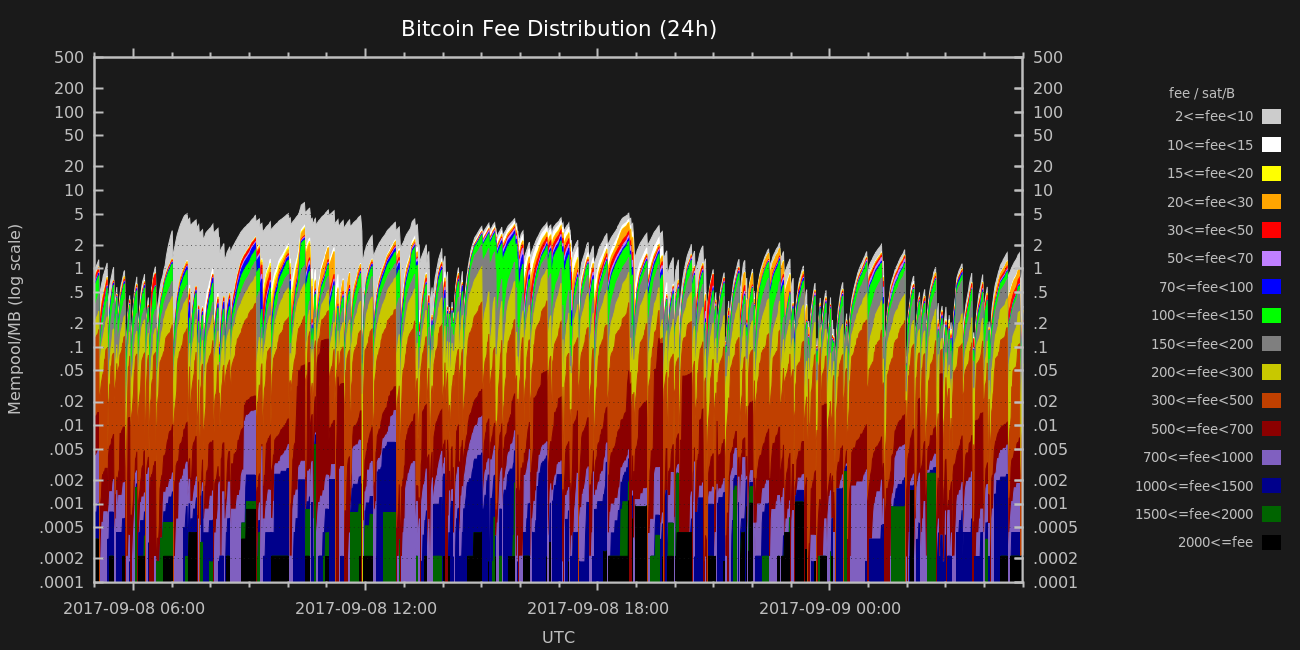 Bitcoin Fee Distribution (24h)
Mempool/MB (log scale)
500
200
100
50
20
10
5
2
1
.5
.2
.1
.05
.02
.01
.005
.002
.001
.0005
.0002
.0001
500
200
100
50
20
10
5
2
1
.5
.2
.1
.05
.02
.01
.005
.002
.001
.0005
.0002
.0001
2017-09-08 06:00
2017-09-08 12:00
2017-09-08 18:00
2017-09-09 00:00
UTC
fee / sat/B
2<=fee<10
10<=fee<15
15<=fee<20
20<=fee<30
30<=fee<50
50<=fee<70
70<=fee<100
100<=fee<150
150<=fee<200
200<=fee<300
300<=fee<500
500<=fee<700
700<=fee<1000
1000<=fee<1500
1500<=fee<2000
2000<=fee